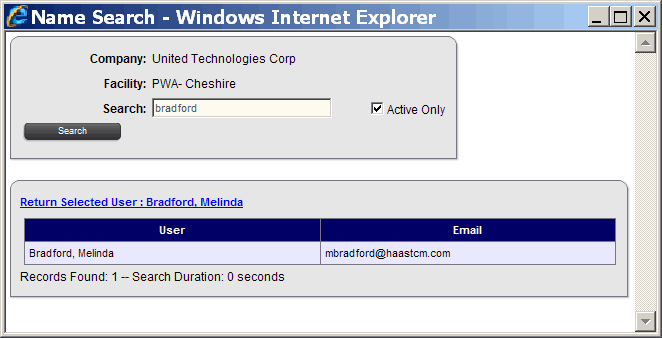 Name Search - Windows Internet Explorer
Company: United Technologies Corp
Facility: PWA- Cheshire
Search: bradford Active Only
Search
Return Selected User : Bradford, Melinda
User Email
Bradford, Melinda mbradford@haastcm.com
Records Found: 1 -- Search Duration: 0 seconds